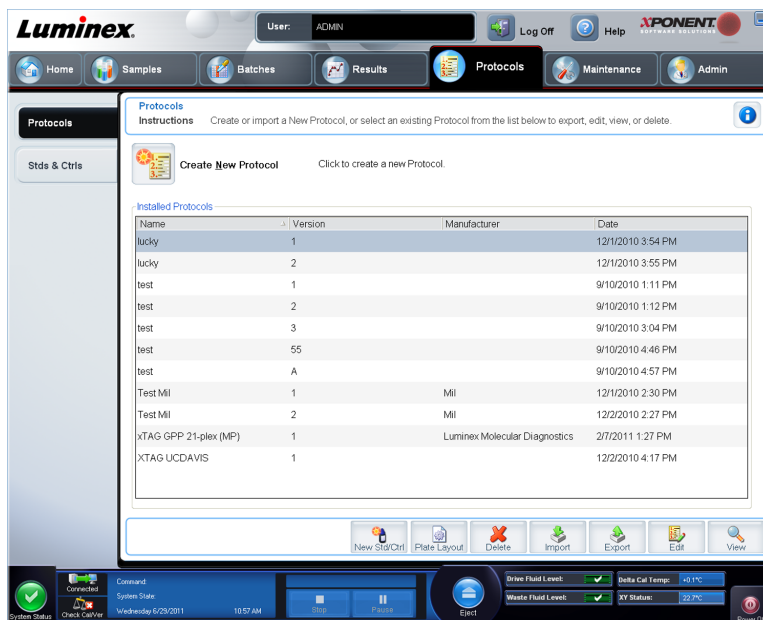 Luminex. User: ADMIN Log Off Help XPONENT.
SOFTWARE SOLUTIONS
Home Samples Batches Results Protocols Maintenance Admin
Protocols
Stds & Ctrls
Protocols
Instructions Create or import a New Protocol, or select an existing Protocol from the list below to export, edit, view, or delete.
Create New Protocol Click to create a new Protocol.
Installed Protocols
Name Version Manufacturer Date
lucky 1 12/1/2010 3:54 PM
lucky 2 12/1/2010 3:55 PM
test 1 9/10/2010 1:11 PM
test 2 9/10/2010 1:12 PM
test 3 9/10/2010 3:04 PM
test 55 9/10/2010 4:46 PM
test A 9/10/2010 4:57 PM
Test Mil 1 Mil 12/1/2010 2:30 PM
Test Mil 2 Mil 12/2/2010 2:27 PM
xTAG GPP 21-plex (MP) 1 Luminex Molecular Diagnostics 2/7/2011 1:27 PM
XTAG UCDAVIS 1 12/2/2010 4:17 PM
New Std/Ctrl Plate Layout Delete Import Export Edit View
System Status
Connected
Check Cal/Ver
Command:
System State:
Wednesday 6/29/2011 10:57 AM
Stop Pause
Eject
Drive Fluid Level: Delta Cal Temp: +0.1°C
Waste Fluid Level: XY Status: 22.7°C